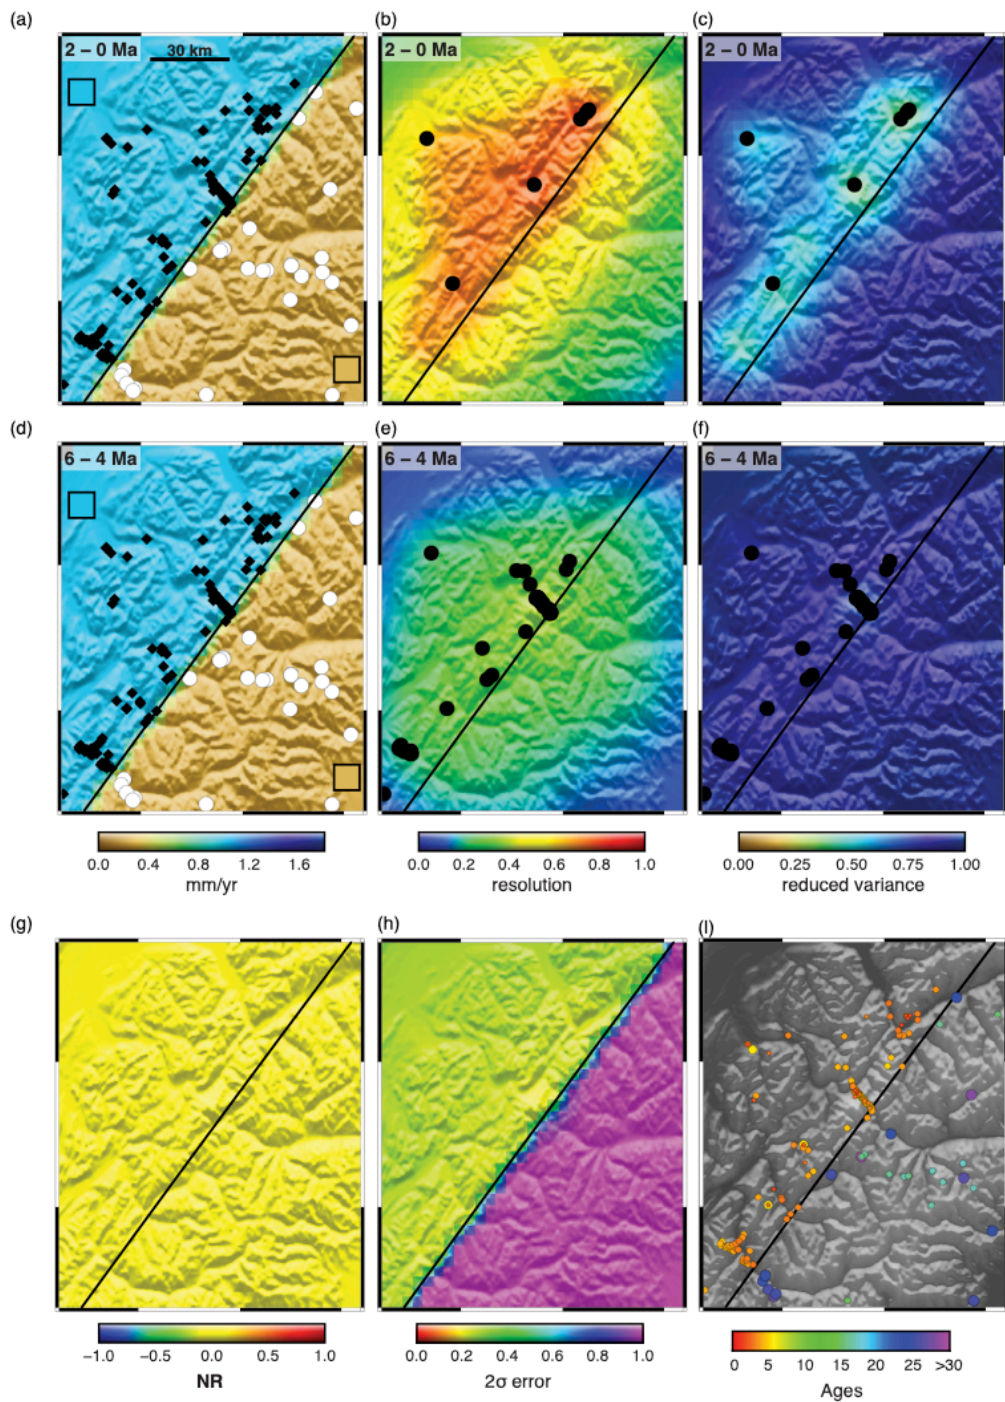 (a) (b) (c)
2 – 0 Ma 30 km 2 – 0 Ma 2 – 0 Ma
(d) (e) (f)
6 – 4 Ma 6 – 4 Ma 6 – 4 Ma
0.0 0.4 0.8 1.2 1.6 0.0 0.2 0.4 0.6 0.8 1.0 0.00 0.25 0.50 0.75 1.00
mm/yr resolution reduced variance
(g) (h) (l)
−1.0 −0.5 0.0 0.5 1.0 0.0 0.2 0.4 0.6 0.8 1.0 0 5 10 15 20 25 >30
NR 2σ error Ages